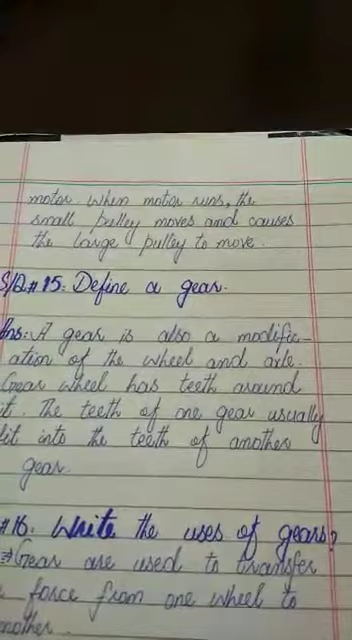 motor. When motor runs, the
small pulley moves and causes
the large pulley to move.
S/Q#15: Define a gear.
Ans: A gear is also a modific-
ation of the wheel and axle.
Gear wheel has teeth around
it. The teeth of one gear usually
fit into the teeth of another
gear.
#16. Write the uses of gears?
Gear are used to transfer
force from one wheel to
another.